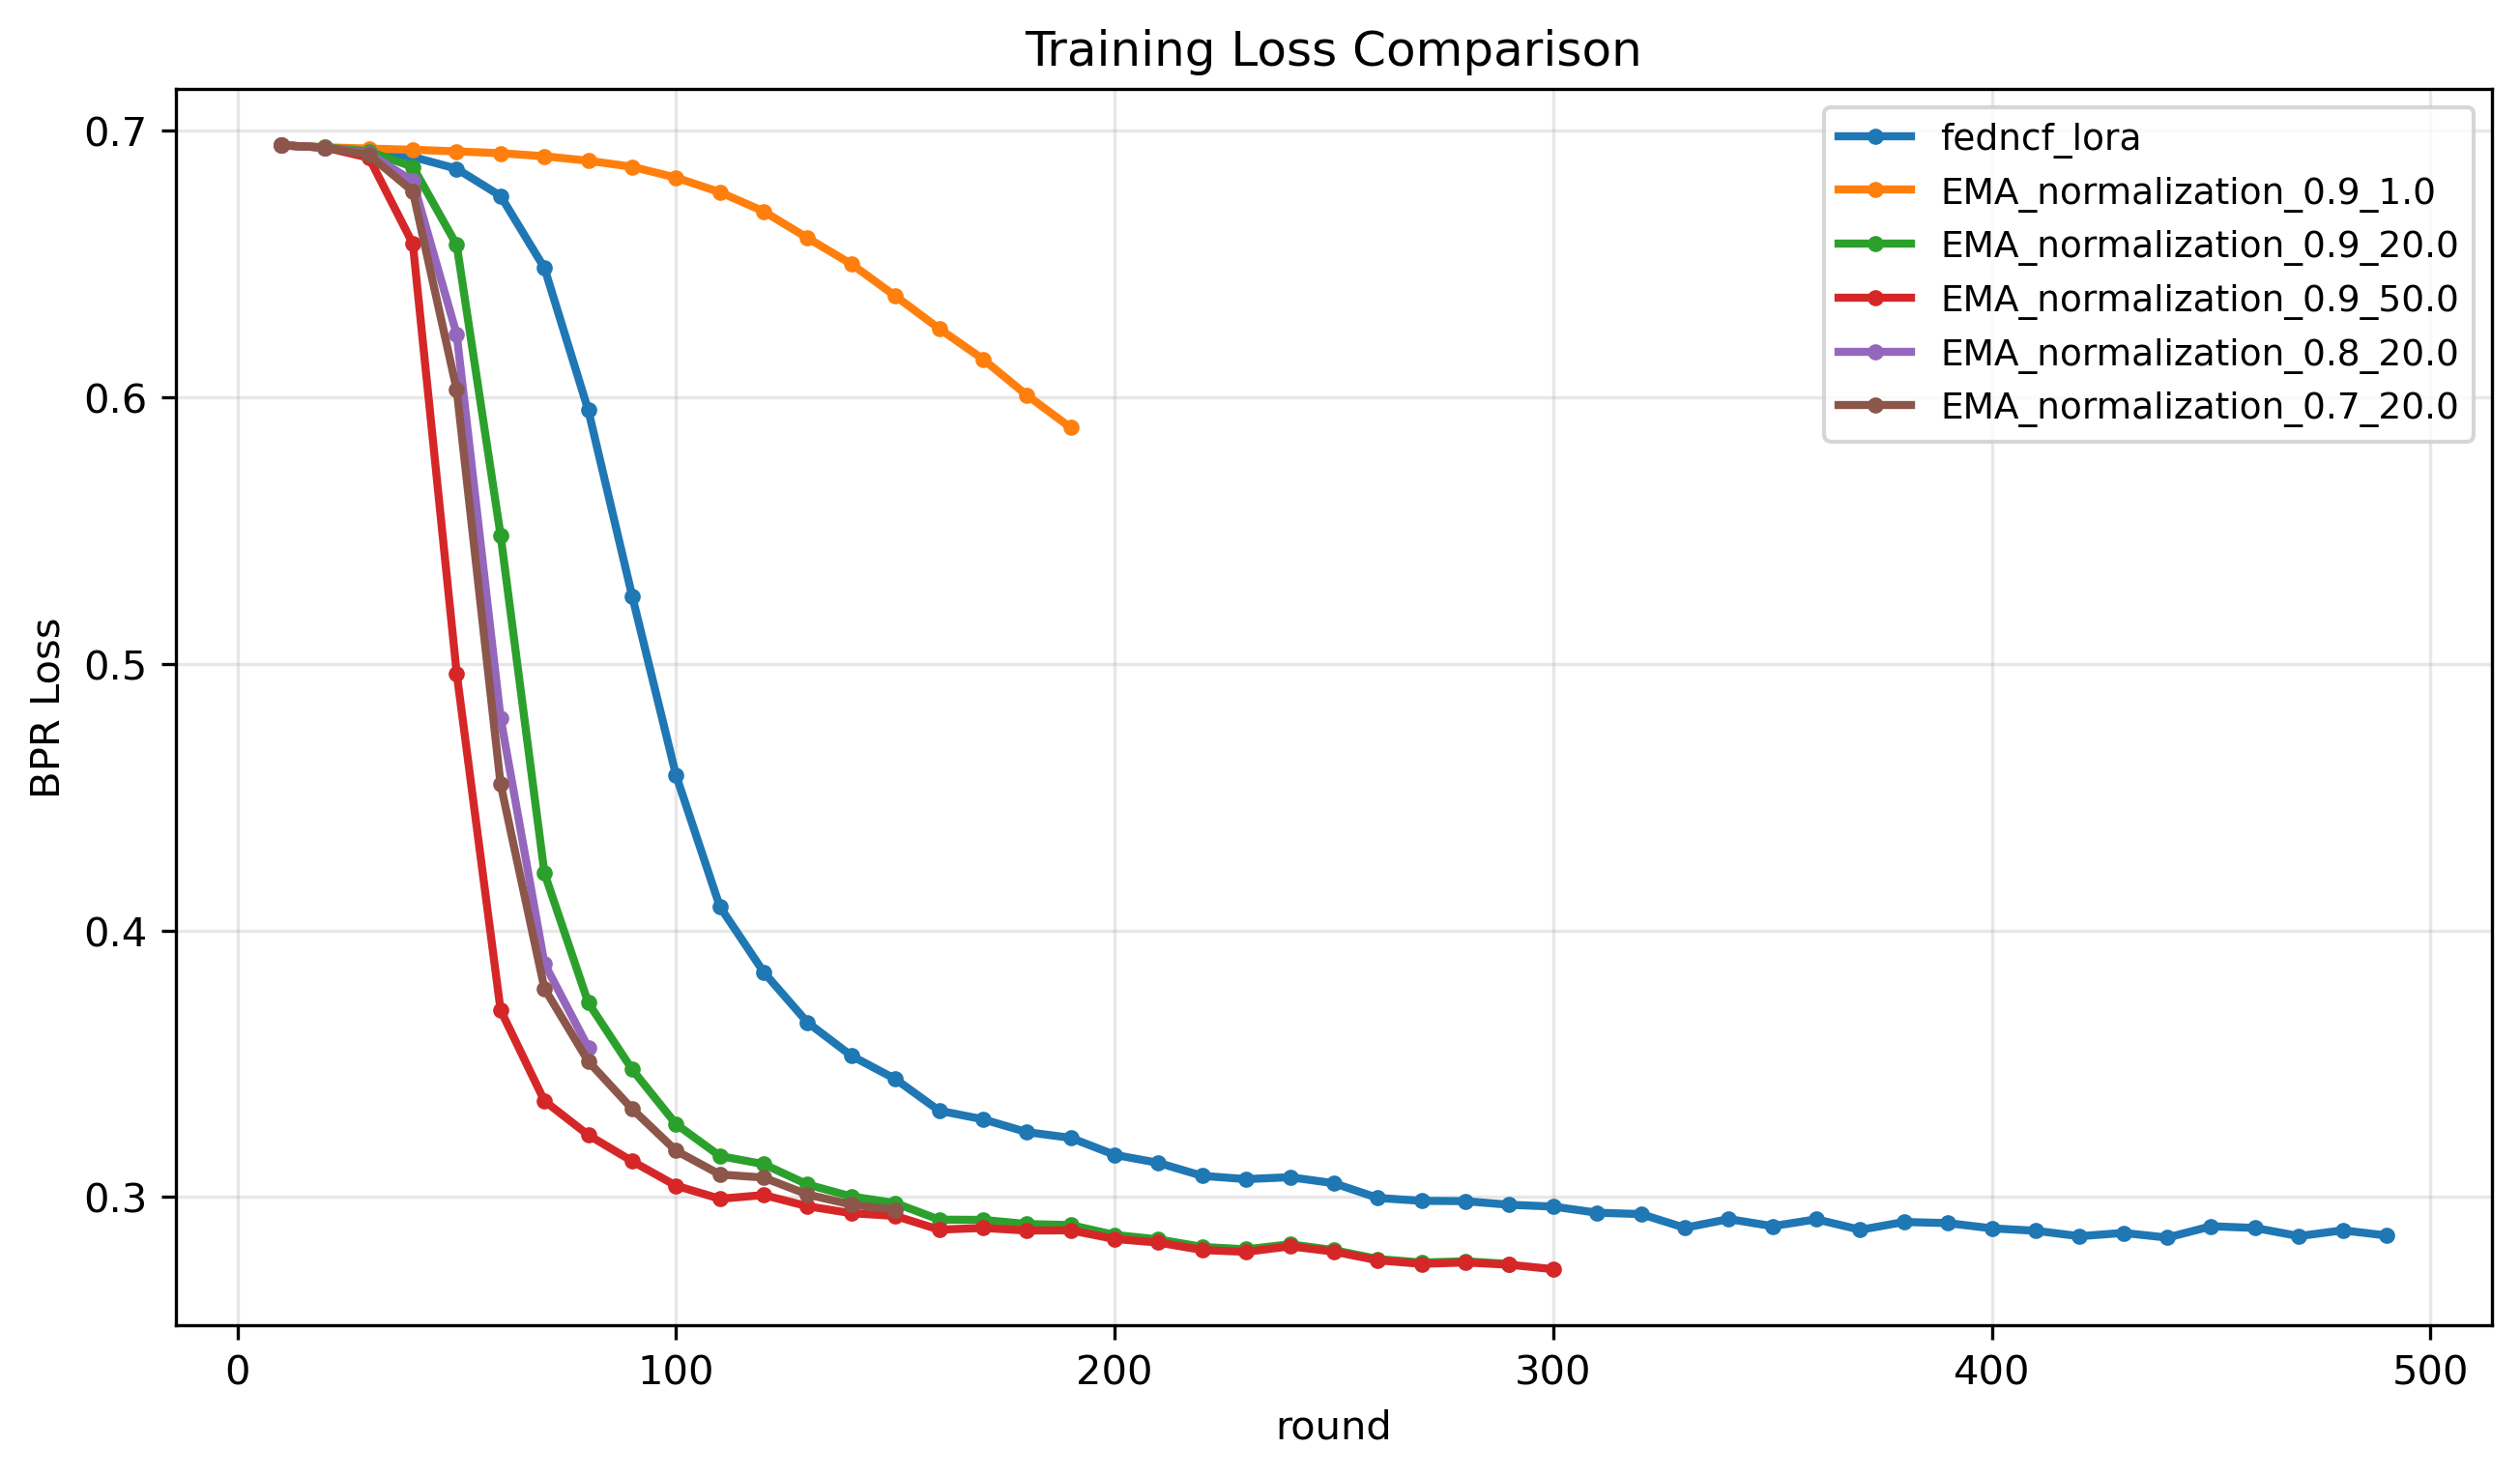 Training Loss Comparison
fedncf_lora
EMA_normalization_0.9_1.0
EMA_normalization_0.9_20.0
EMA_normalization_0.9_50.0
EMA_normalization_0.8_20.0
EMA_normalization_0.7_20.0
BPR Loss
0.7
0.6
0.5
0.4
0.3
0 100 200 300 400 500
round